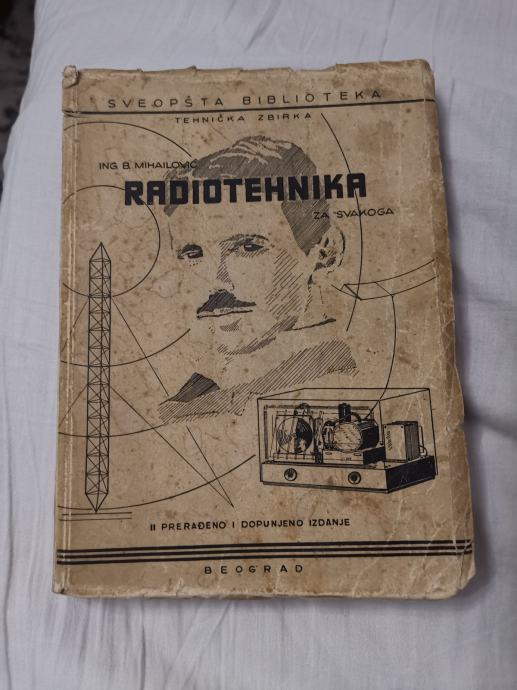 SVEOPŠTA BIBLIOTEKA
TEHNIČKA ZBIRKA
ING B. MIHAILOVIĆ
RADIOTEHNIKA
ZA SVAKOGA
II PRERAĐENO I DOPUNJENO IZDANJE
BEOGRAD